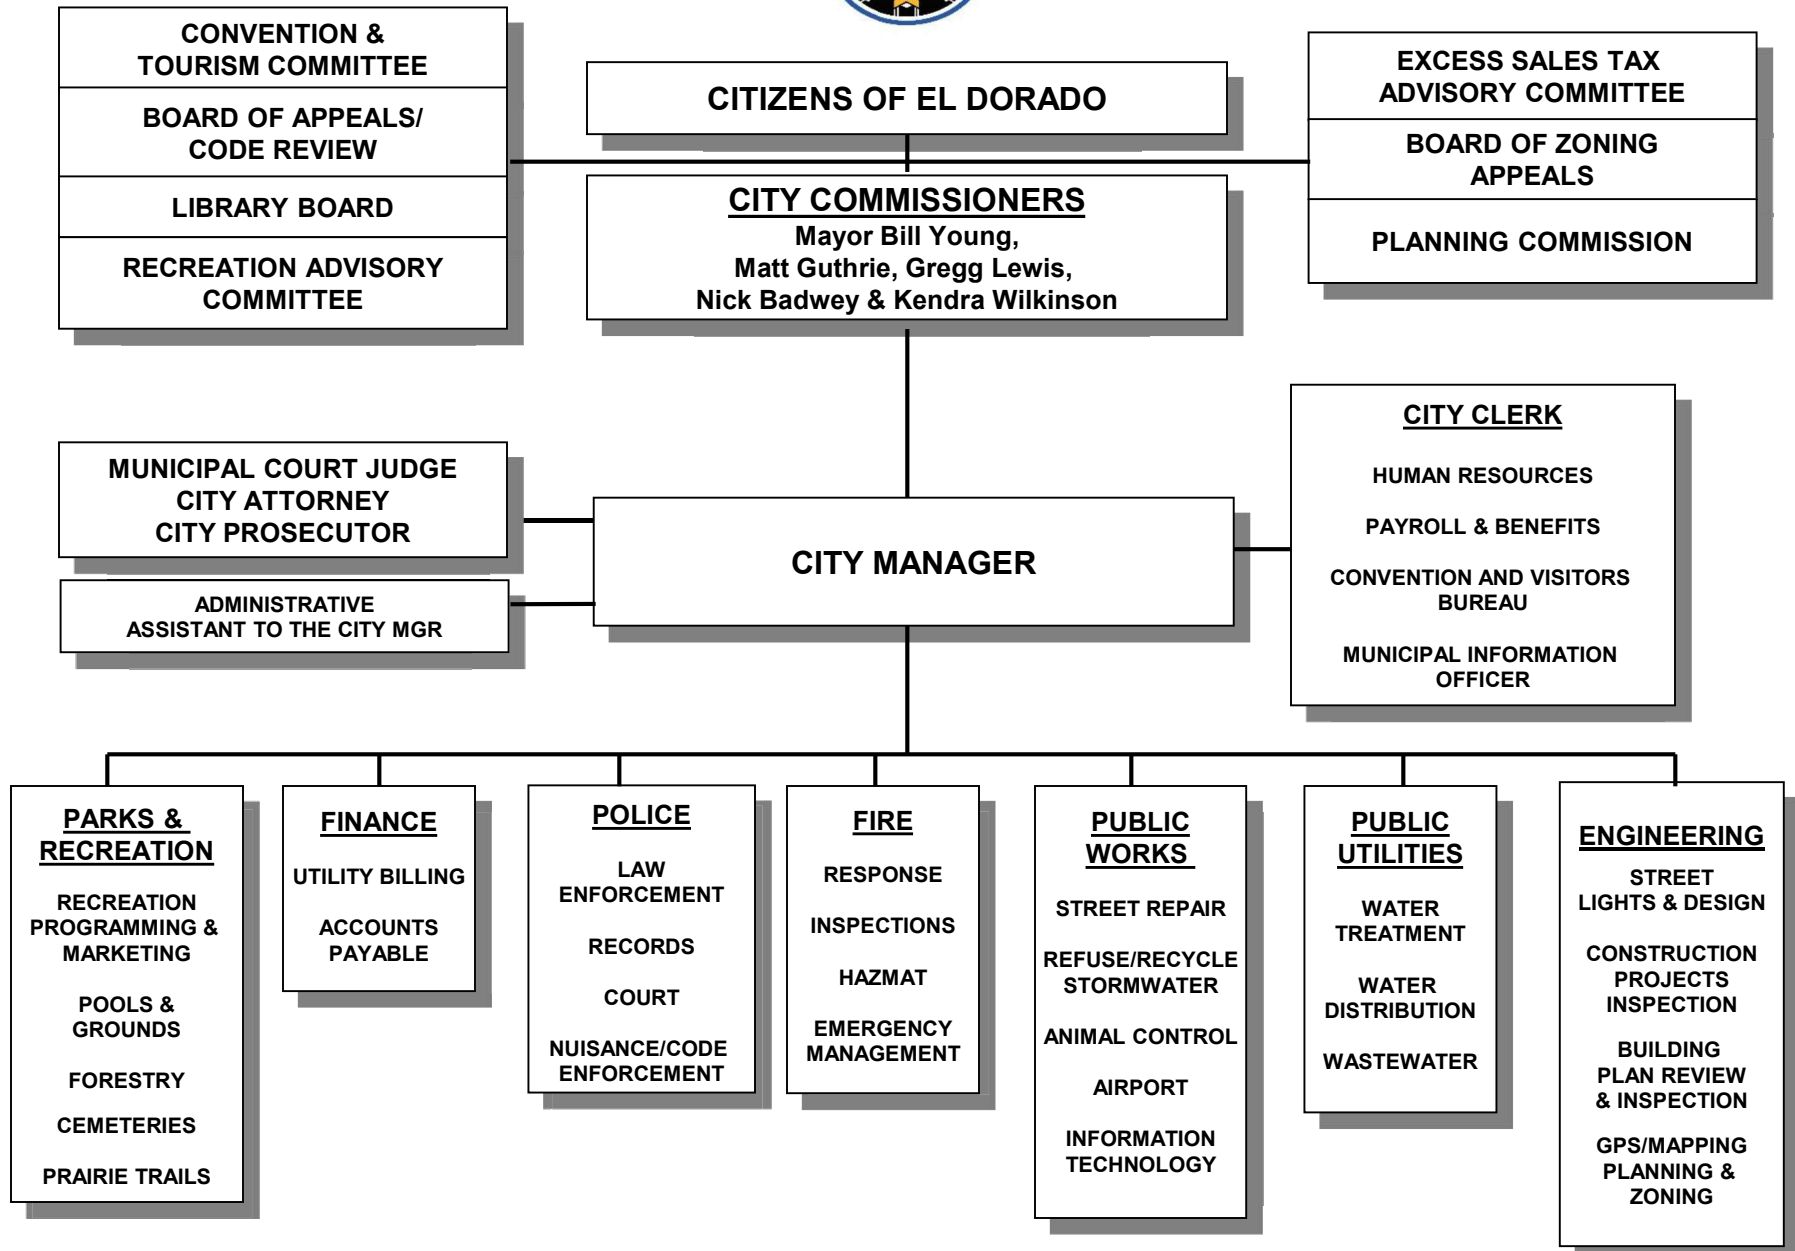 CONVENTION &
TOURISM COMMITTEE
BOARD OF APPEALS/
CODE REVIEW
LIBRARY BOARD
RECREATION ADVISORY
COMMITTEE
CITIZENS OF EL DORADO
CITY COMMISSIONERS
Mayor Bill Young,
Matt Guthrie, Gregg Lewis,
Nick Badwey & Kendra Wilkinson
EXCESS SALES TAX
ADVISORY COMMITTEE
BOARD OF ZONING
APPEALS
PLANNING COMMISSION
MUNICIPAL COURT JUDGE
CITY ATTORNEY
CITY PROSECUTOR
ADMINISTRATIVE
ASSISTANT TO THE CITY MGR
CITY MANAGER
CITY CLERK
HUMAN RESOURCES
PAYROLL & BENEFITS
CONVENTION AND VISITORS
BUREAU
MUNICIPAL INFORMATION
OFFICER
PARKS &
RECREATION
RECREATION
PROGRAMMING &
MARKETING
POOLS &
GROUNDS
FORESTRY
CEMETERIES
PRAIRIE TRAILS
FINANCE
UTILITY BILLING
ACCOUNTS
PAYABLE
POLICE
LAW
ENFORCEMENT
RECORDS
COURT
NUISANCE/CODE
ENFORCEMENT
FIRE
RESPONSE
INSPECTIONS
HAZMAT
EMERGENCY
MANAGEMENT
PUBLIC
WORKS
STREET REPAIR
REFUSE/RECYCLE
STORMWATER
ANIMAL CONTROL
AIRPORT
INFORMATION
TECHNOLOGY
PUBLIC
UTILITIES
WATER
TREATMENT
WATER
DISTRIBUTION
WASTEWATER
ENGINEERING
STREET
LIGHTS & DESIGN
CONSTRUCTION
PROJECTS
INSPECTION
BUILDING
PLAN REVIEW
& INSPECTION
GPS/MAPPING
PLANNING &
ZONING